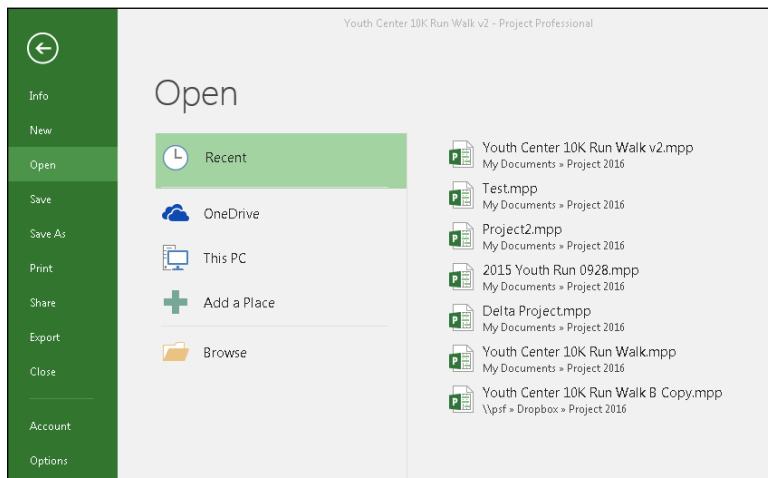 Youth Center 10K Run Walk v2 - Project Professional
Info
New
Open
Save
Save As
Print
Share
Export
Close
Account
Options
Open
Recent
OneDrive
This PC
Add a Place
Browse
Youth Center 10K Run Walk v2.mpp
My Documents » Project 2016
Test.mpp
My Documents » Project 2016
Project2.mpp
My Documents » Project 2016
2015 Youth Run 0928.mpp
My Documents » Project 2016
Delta Project.mpp
My Documents » Project 2016
Youth Center 10K Run Walk.mpp
My Documents » Project 2016
Youth Center 10K Run Walk B Copy.mpp
\\psf » Dropbox » Project 2016